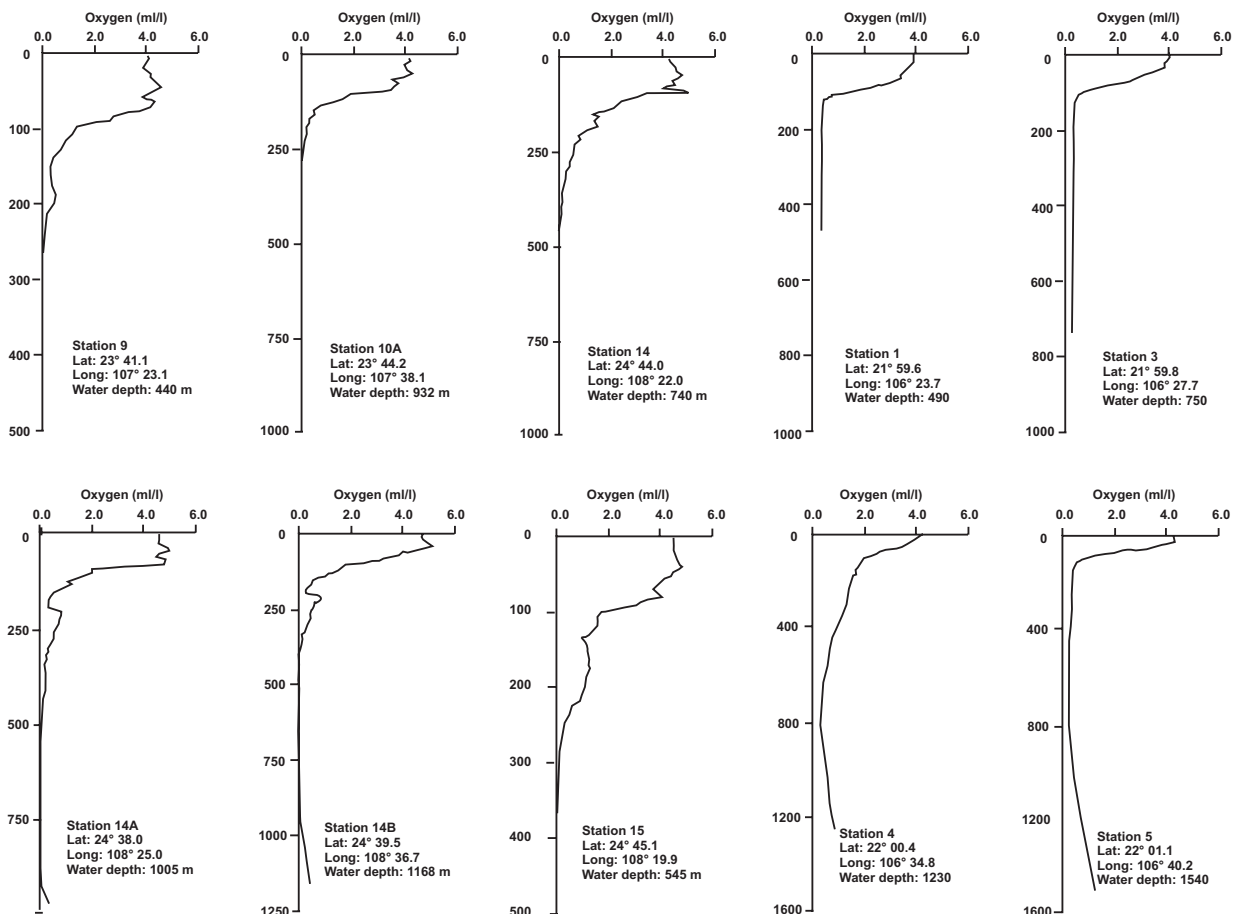 Oxygen (ml/l)
0.0 2.0 4.0 6.0
0
100
200
300
400
500
Station 9
Lat: 23° 41.1
Long: 107° 23.1
Water depth: 440 m
Oxygen (ml/l)
0.0 2.0 4.0 6.0
0
250
500
750
1000
Station 10A
Lat: 23° 44.2
Long: 107° 38.1
Water depth: 932 m
Oxygen (ml/l)
0.0 2.0 4.0 6.0
0
250
500
750
1000
Station 14
Lat: 24° 44.0
Long: 108° 22.0
Water depth: 740 m
Oxygen (ml/l)
0.0 2.0 4.0 6.0
0
200
400
600
800
1000
Station 1
Lat: 21° 59.6
Long: 106° 23.7
Water depth: 490
Oxygen (ml/l)
0.0 2.0 4.0 6.0
0
200
400
600
800
1000
Station 3
Lat: 21° 59.8
Long: 106° 27.7
Water depth: 750
Oxygen (ml/l)
0.0 2.0 4.0 6.0
0
250
500
750
Station 14A
Lat: 24° 38.0
Long: 108° 25.0
Water depth: 1005 m
Oxygen (ml/l)
0.0 2.0 4.0 6.0
0
250
500
750
1000
1250
Station 14B
Lat: 24° 39.5
Long: 108° 36.7
Water depth: 1168 m
Oxygen (ml/l)
0.0 2.0 4.0 6.0
0
100
200
300
400
500
Station 15
Lat: 24° 45.1
Long: 108° 19.9
Water depth: 545 m
Oxygen (ml/l)
0.0 2.0 4.0 6.0
0
400
800
1200
1600
Station 4
Lat: 22° 00.4
Long: 106° 34.8
Water depth: 1230
Oxygen (ml/l)
0.0 2.0 4.0 6.0
0
400
800
1200
1600
Station 5
Lat: 22° 01.1
Long: 106° 40.2
Water depth: 1540